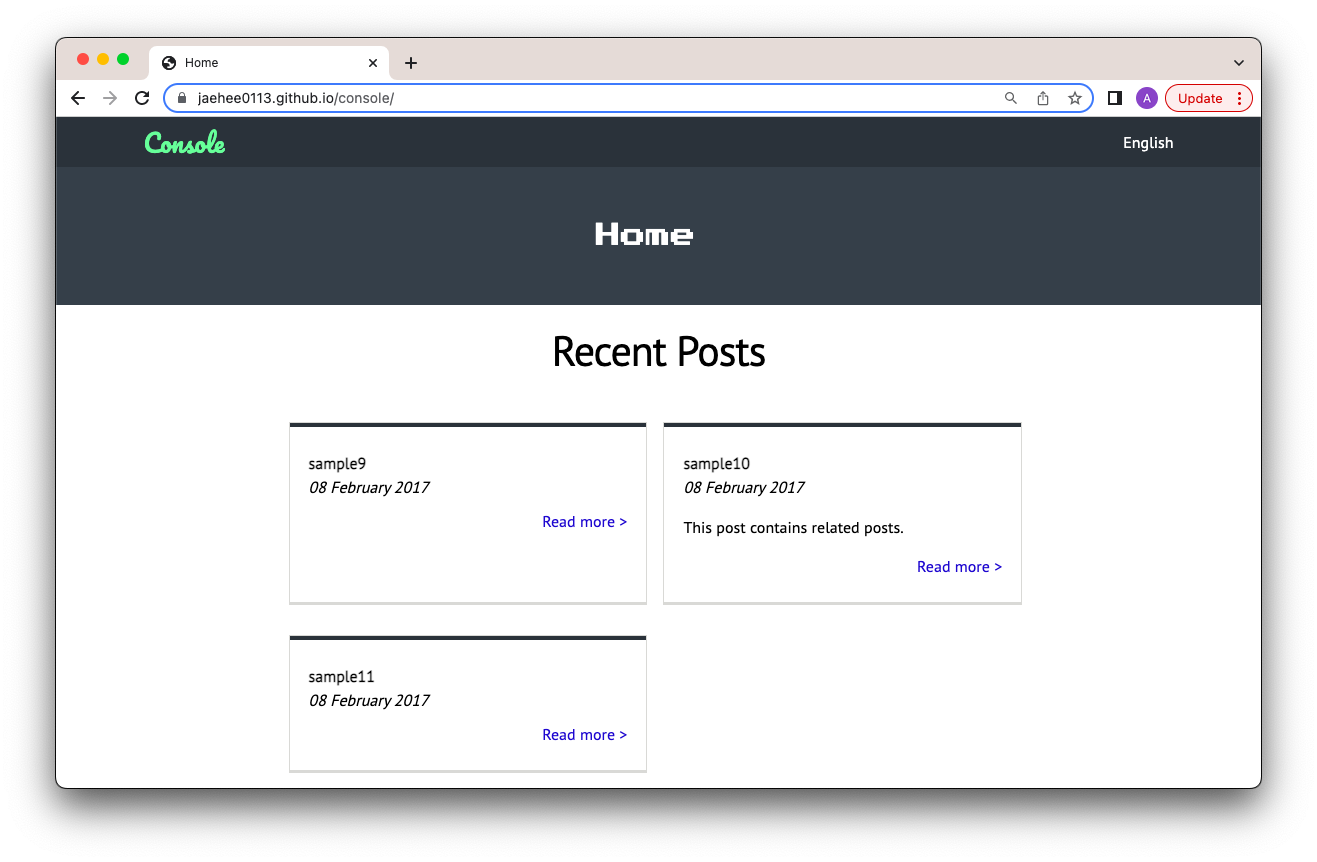 Home
jaehee0113.github.io/console/
A
Update
Console
English
Home
Recent Posts
sample9
08 February 2017
Read more >
sample10
08 February 2017
This post contains related posts.
Read more >
sample11
08 February 2017
Read more >